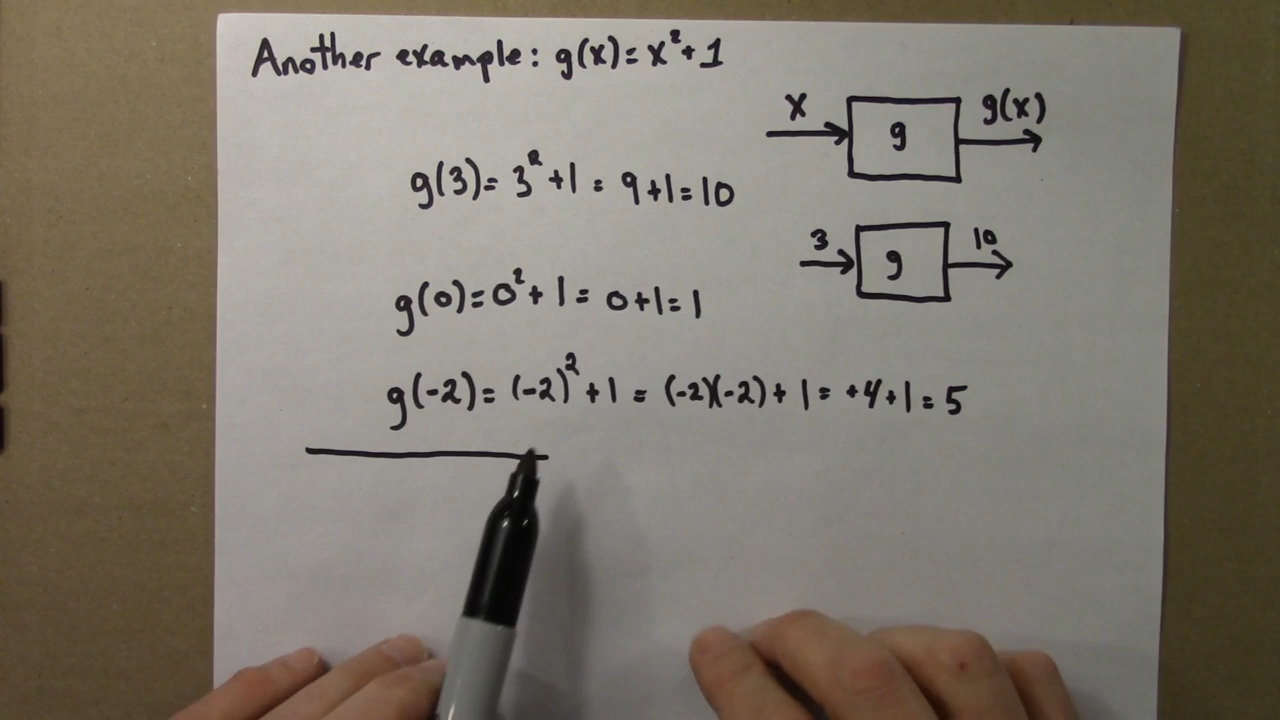 Another example: g(x) = x² + 1
x g g(x)
g(3) = 3² + 1 = 9 + 1 = 10
3 g 10
g(0) = 0² + 1 = 0 + 1 = 1
g(-2) = (-2)² + 1 = (-2)(-2) + 1 = +4 + 1 = 5